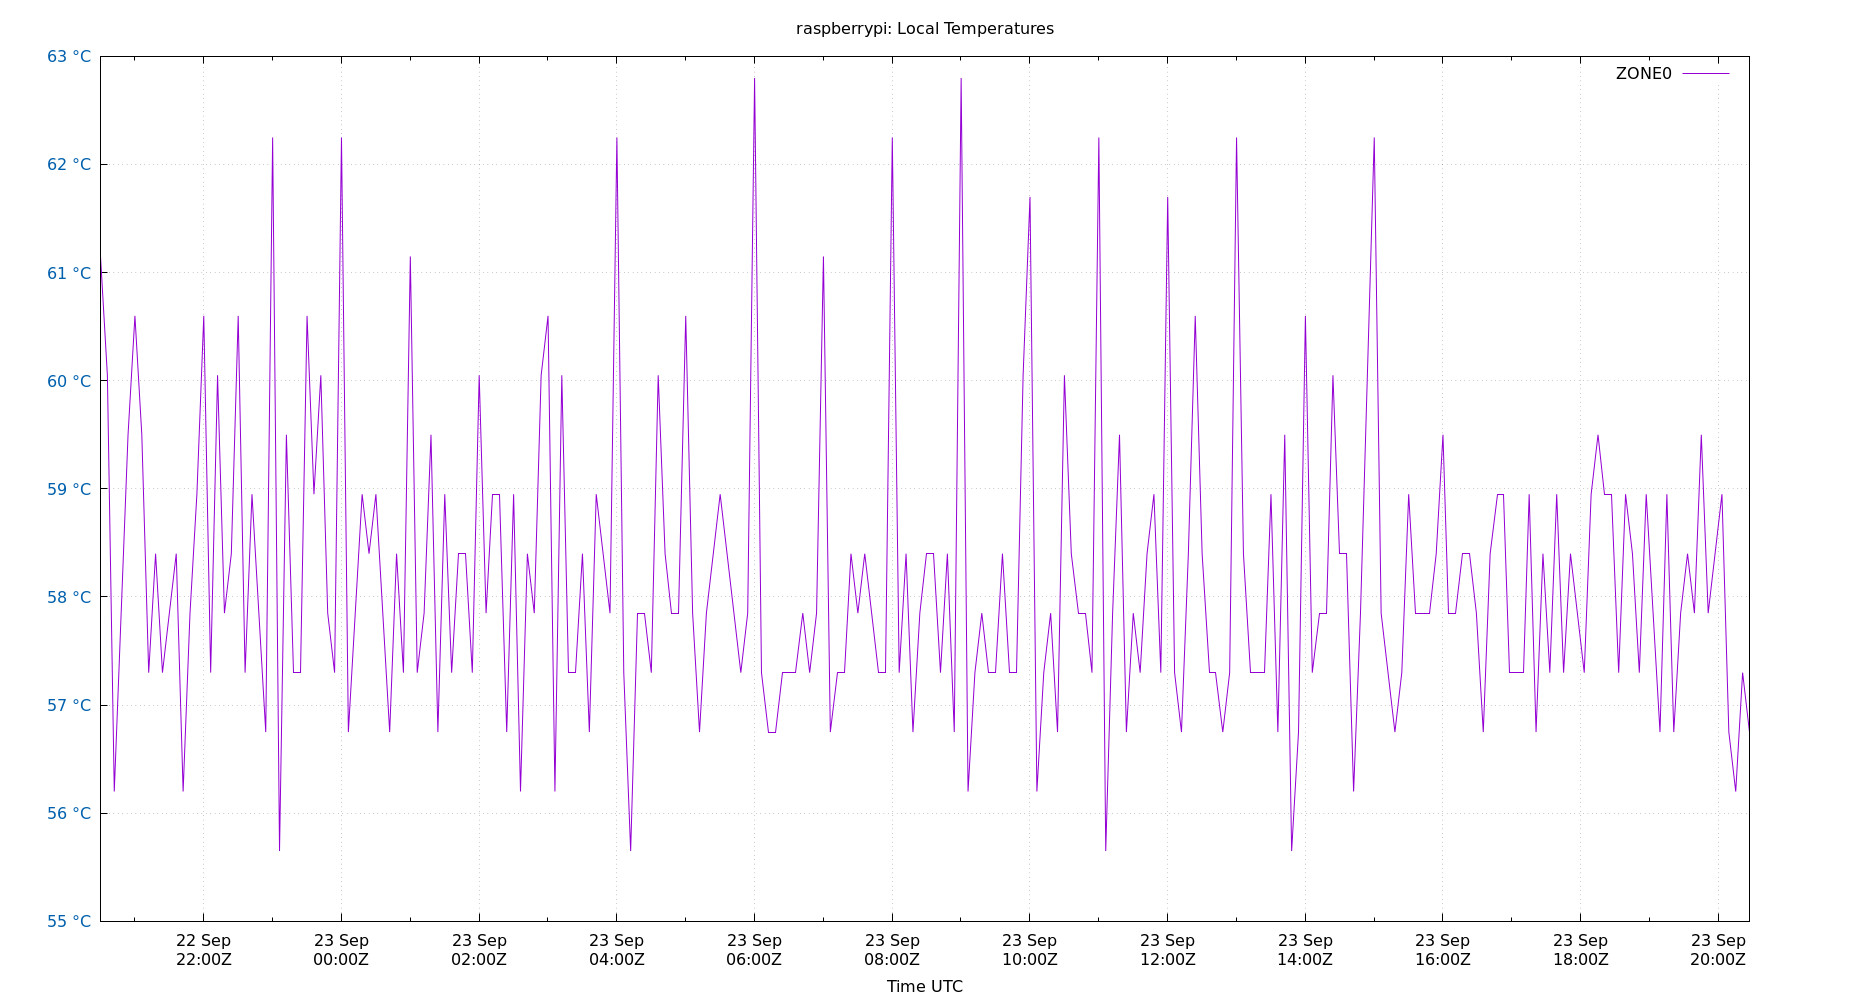 raspberrypi: Local Temperatures
63 °C
ZONE0
62 °C
61 °C
60 °C
59 °C
58 °C
57 °C
56 °C
55 °C
22 Sep 23 Sep 23 Sep 23 Sep 23 Sep 23 Sep 23 Sep 23 Sep 23 Sep 23 Sep 23 Sep 23 Sep
22:00Z 00:00Z 02:00Z 04:00Z 06:00Z 08:00Z 10:00Z 12:00Z 14:00Z 16:00Z 18:00Z 20:00Z
Time UTC